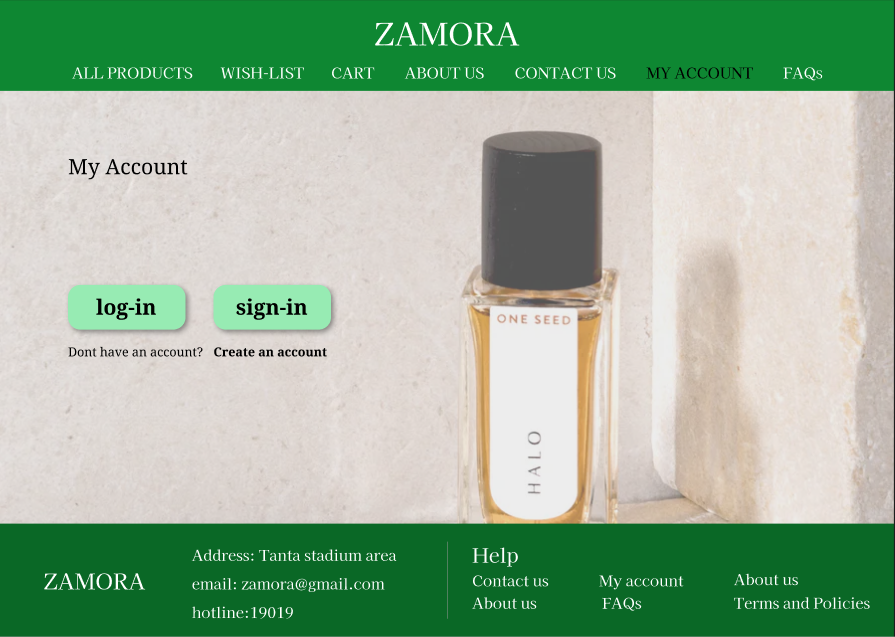 ZAMORA
ALL PRODUCTS WISH-LIST CART ABOUT US CONTACT US MY ACCOUNT FAQs
My Account
log-in sign-in
Dont have an account? Create an account
ONE SEED
HALO
ZAMORA
Address: Tanta stadium area
email: zamora@gmail.com
hotline:19019
Help
Contact us My account About us
About us FAQs Terms and Policies